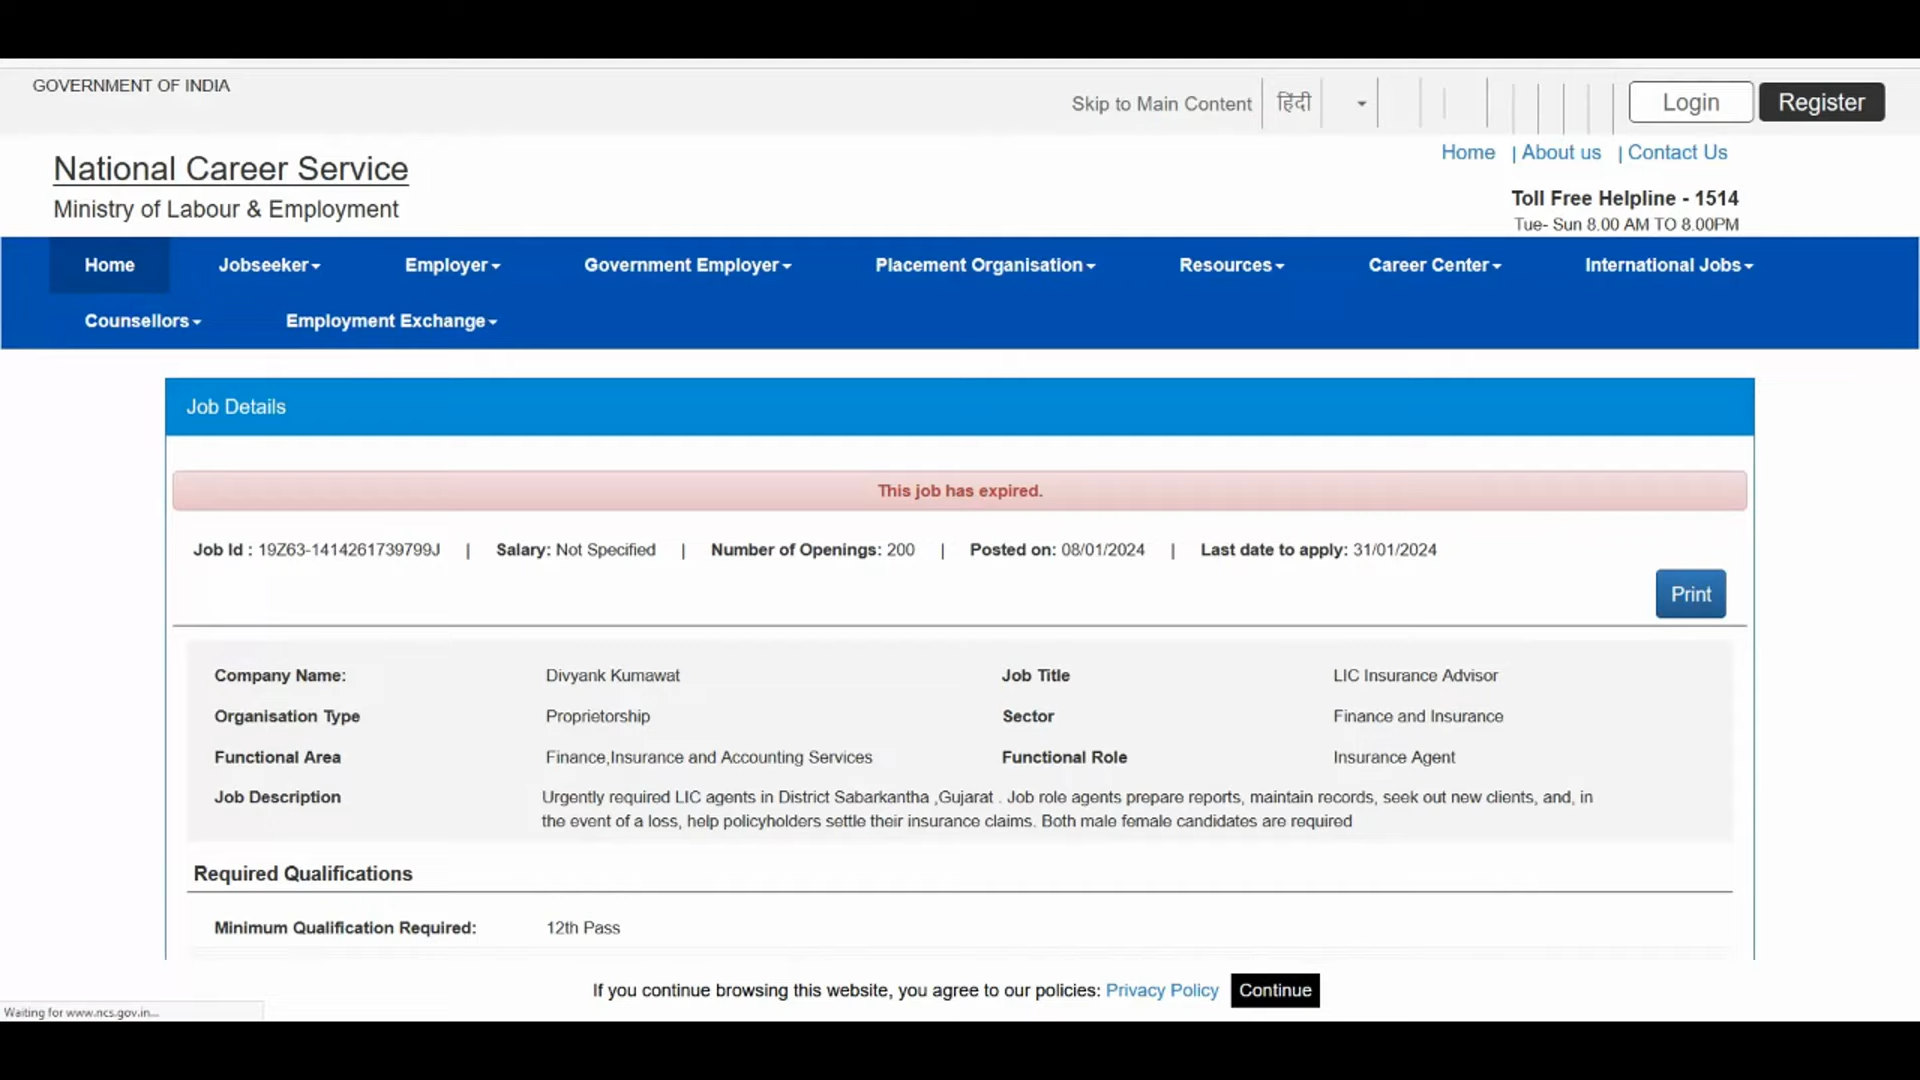 GOVERNMENT OF INDIA
Skip to Main Content
हिंदी
Login
Register
Home | About us | Contact Us
National Career Service
Ministry of Labour & Employment
Toll Free Helpline - 1514
Tue- Sun 8.00 AM TO 8.00PM
Home Jobseeker Employer Government Employer Placement Organisation Resources Career Center International Jobs
Counsellors Employment Exchange
Job Details
This job has expired.
Job Id : 19Z63-1414261739799J | Salary: Not Specified | Number of Openings: 200 | Posted on: 08/01/2024 | Last date to apply: 31/01/2024
Print
Company Name: Divyank Kumawat Job Title LIC Insurance Advisor
Organisation Type Proprietorship Sector Finance and Insurance
Functional Area Finance,Insurance and Accounting Services Functional Role Insurance Agent
Job Description Urgently required LIC agents in District Sabarkantha ,Gujarat . Job role agents prepare reports, maintain records, seek out new clients, and, in
the event of a loss, help policyholders settle their insurance claims. Both male female candidates are required
Required Qualifications
Minimum Qualification Required: 12th Pass
If you continue browsing this website, you agree to our policies: Privacy Policy Continue
Waiting for www.ncs.gov.in...